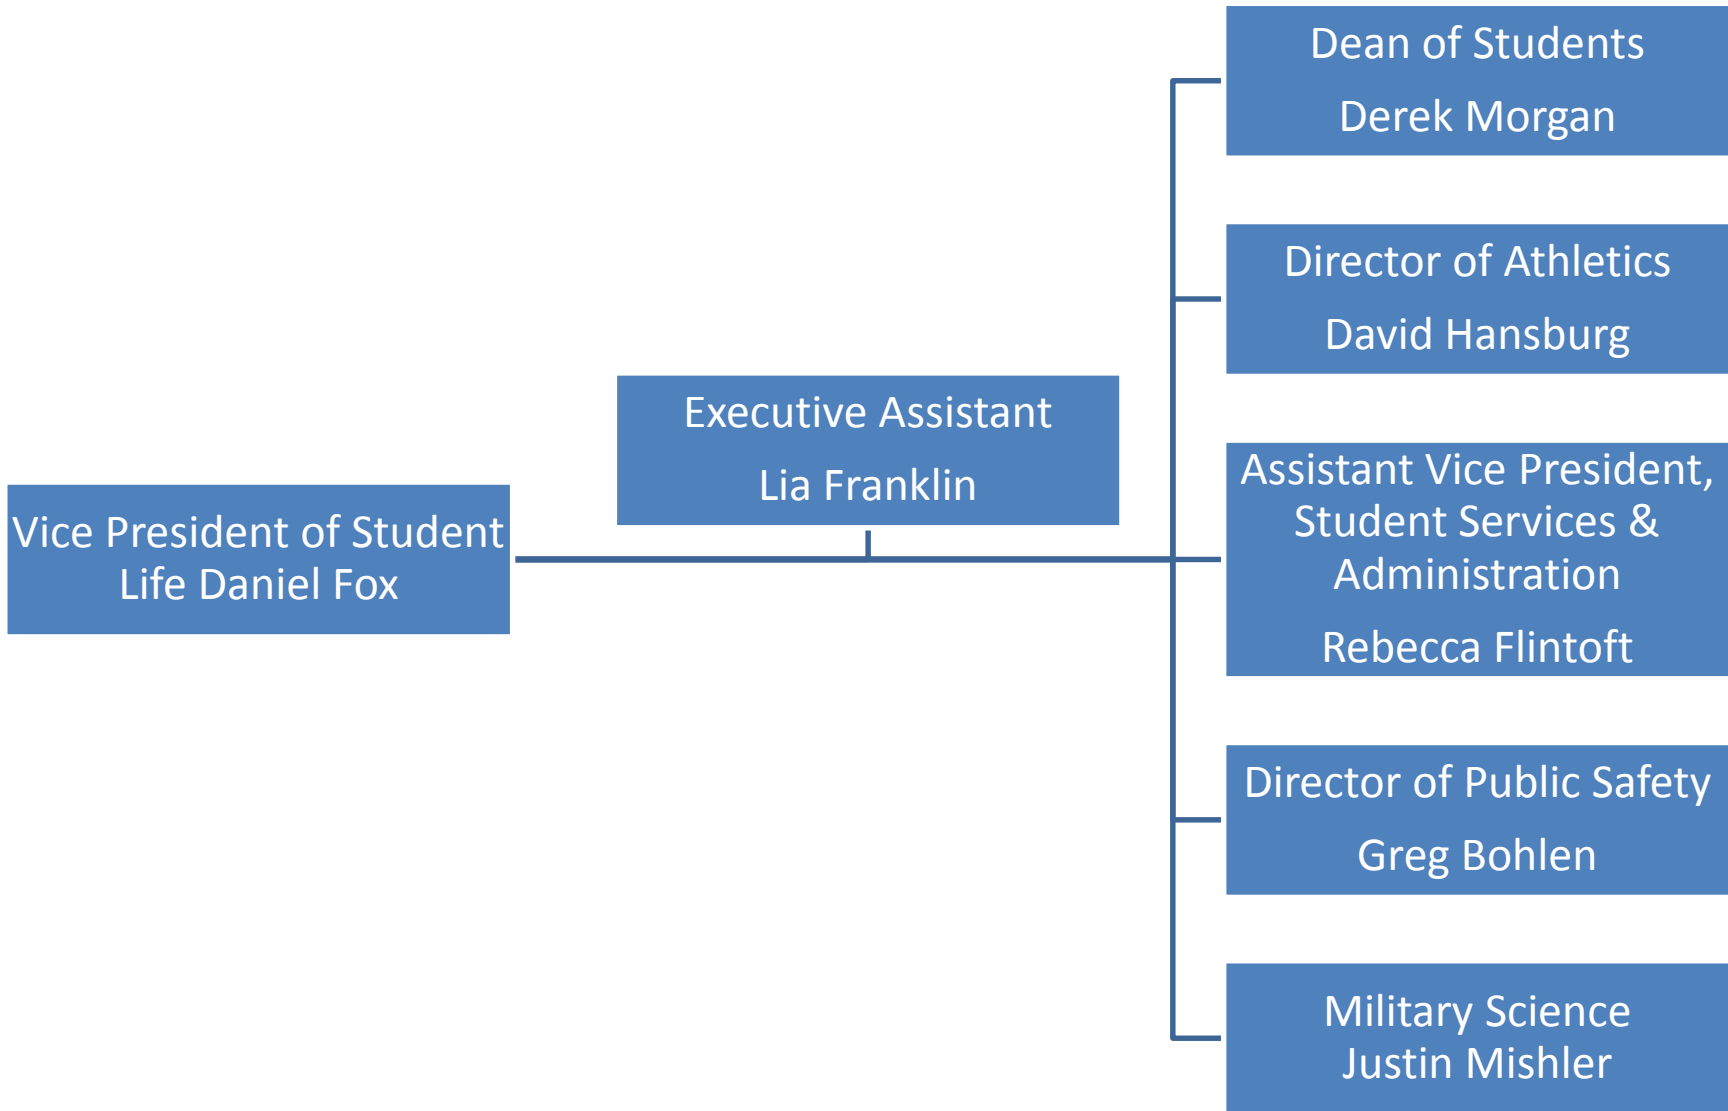 Vice President of Student
Life Daniel Fox
Executive Assistant
Lia Franklin
Dean of Students
Derek Morgan
Director of Athletics
David Hansburg
Assistant Vice President,
Student Services &
Administration
Rebecca Flintoft
Director of Public Safety
Greg Bohlen
Military Science
Justin Mishler